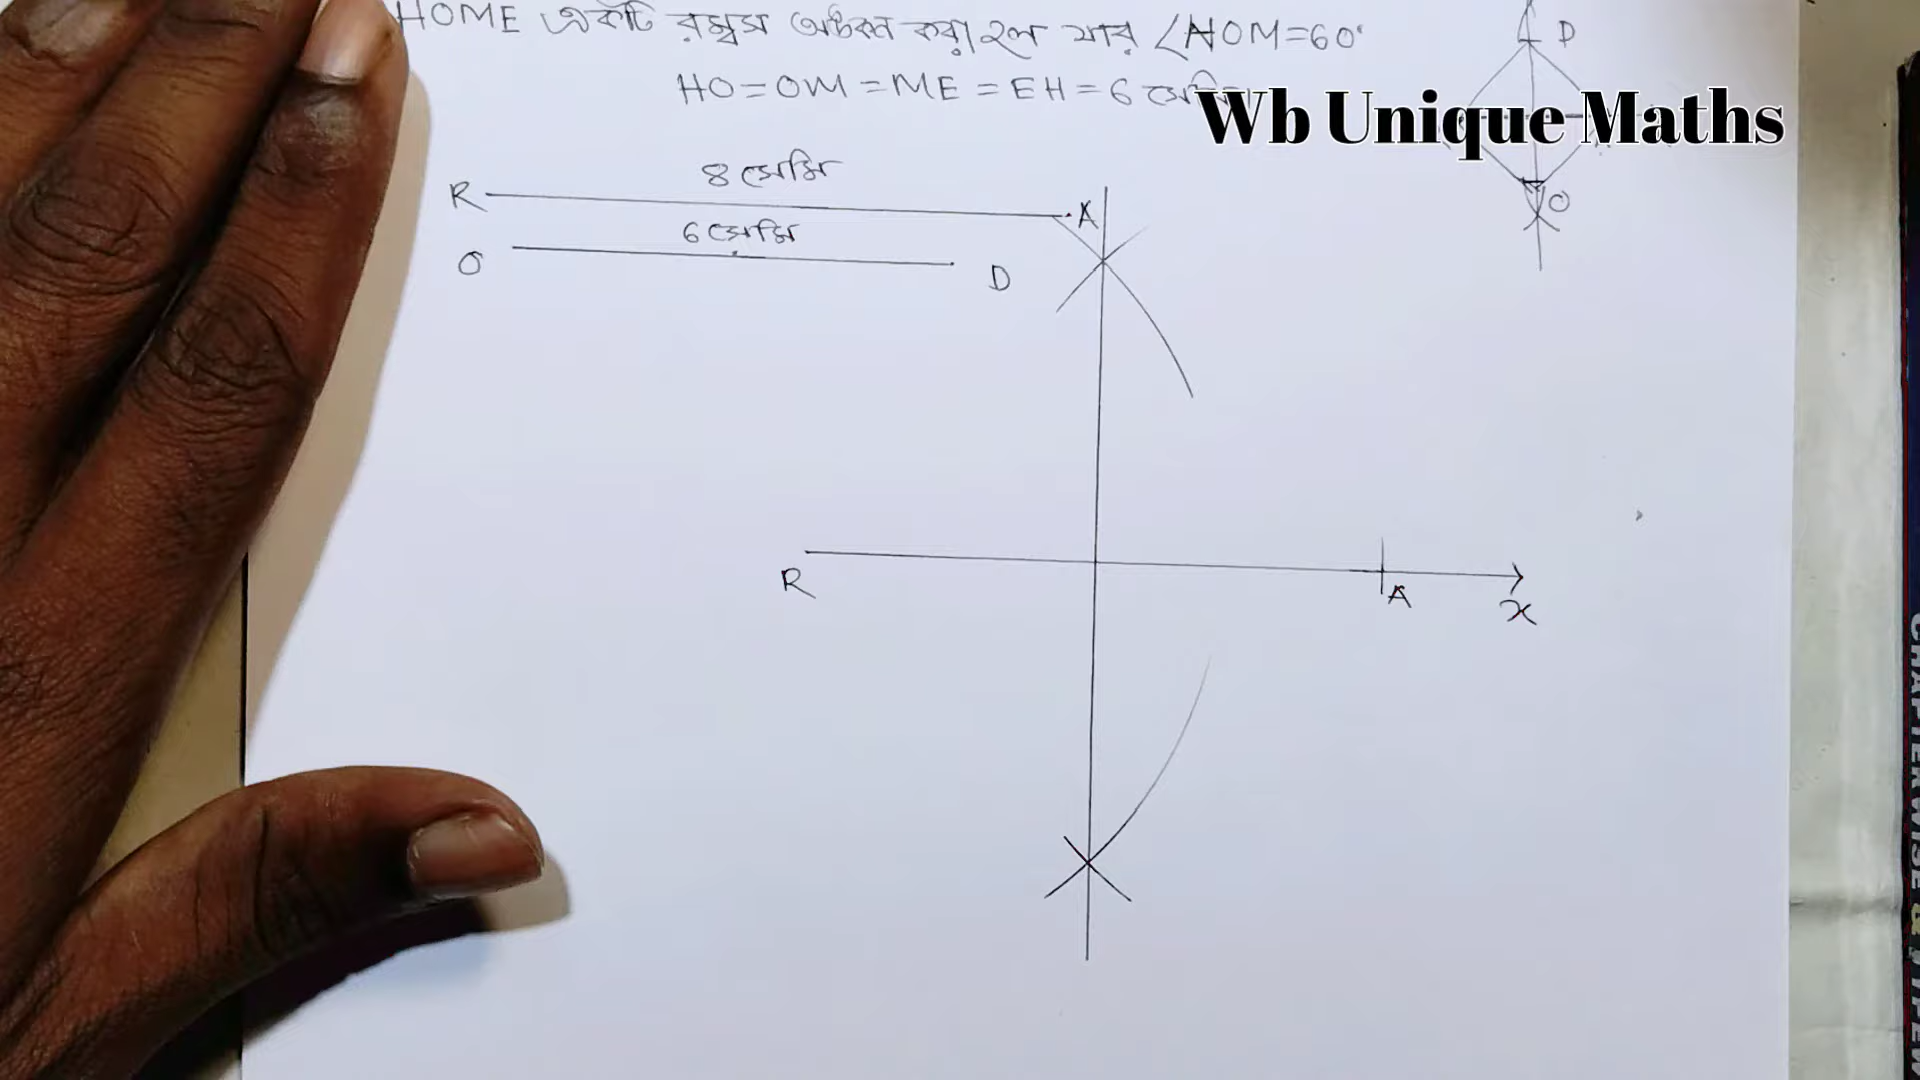 HOME একটি রম্বস অঙ্কন করা হল যার ∠HOM=60°
HO=OM=ME=EH=6 সেমি
Wb Unique Maths
D
O
8 সেমি
R A
6 সেমি
O D
R A x
CHAPTERWISE &